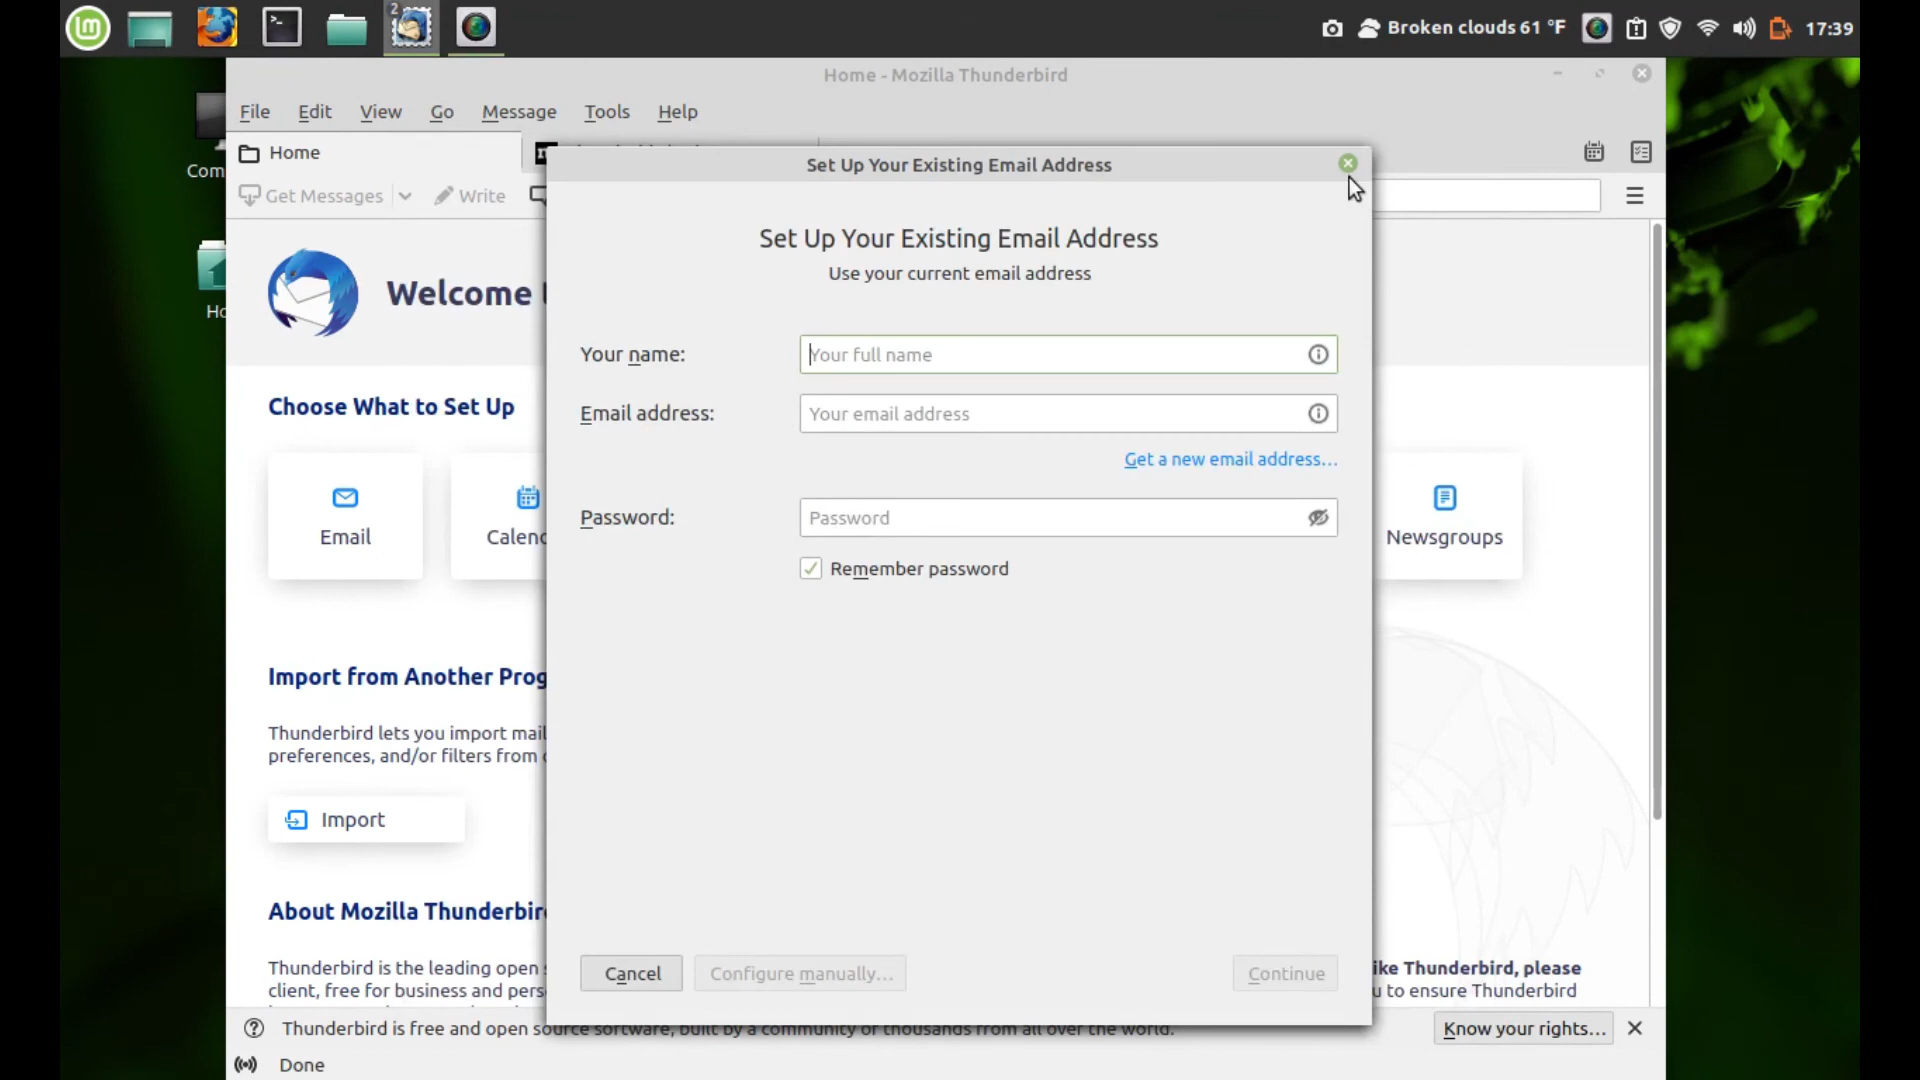 2
Broken clouds 61 °F
17:39
Home - Mozilla Thunderbird
File Edit View Go Message Tools Help
Home
Com
Get Messages
Write
Set Up Your Existing Email Address
Set Up Your Existing Email Address
Use your current email address
Ho
Welcome t
Your name:
Your full name
Email address:
Your email address
Get a new email address...
Password:
Password
Remember password
Choose What to Set Up
Email
Calenc
Newsgroups
Import from Another Prog
Thunderbird lets you import mail
preferences, and/or filters from
Import
About Mozilla Thunderbir
Thunderbird is the leading open
client, free for business and pers
ike Thunderbird, please
u to ensure Thunderbird
Cancel
Configure manually...
Continue
Thunderbird is free and open source software, built by a community of thousands from all over the world.
Know your rights...
Done